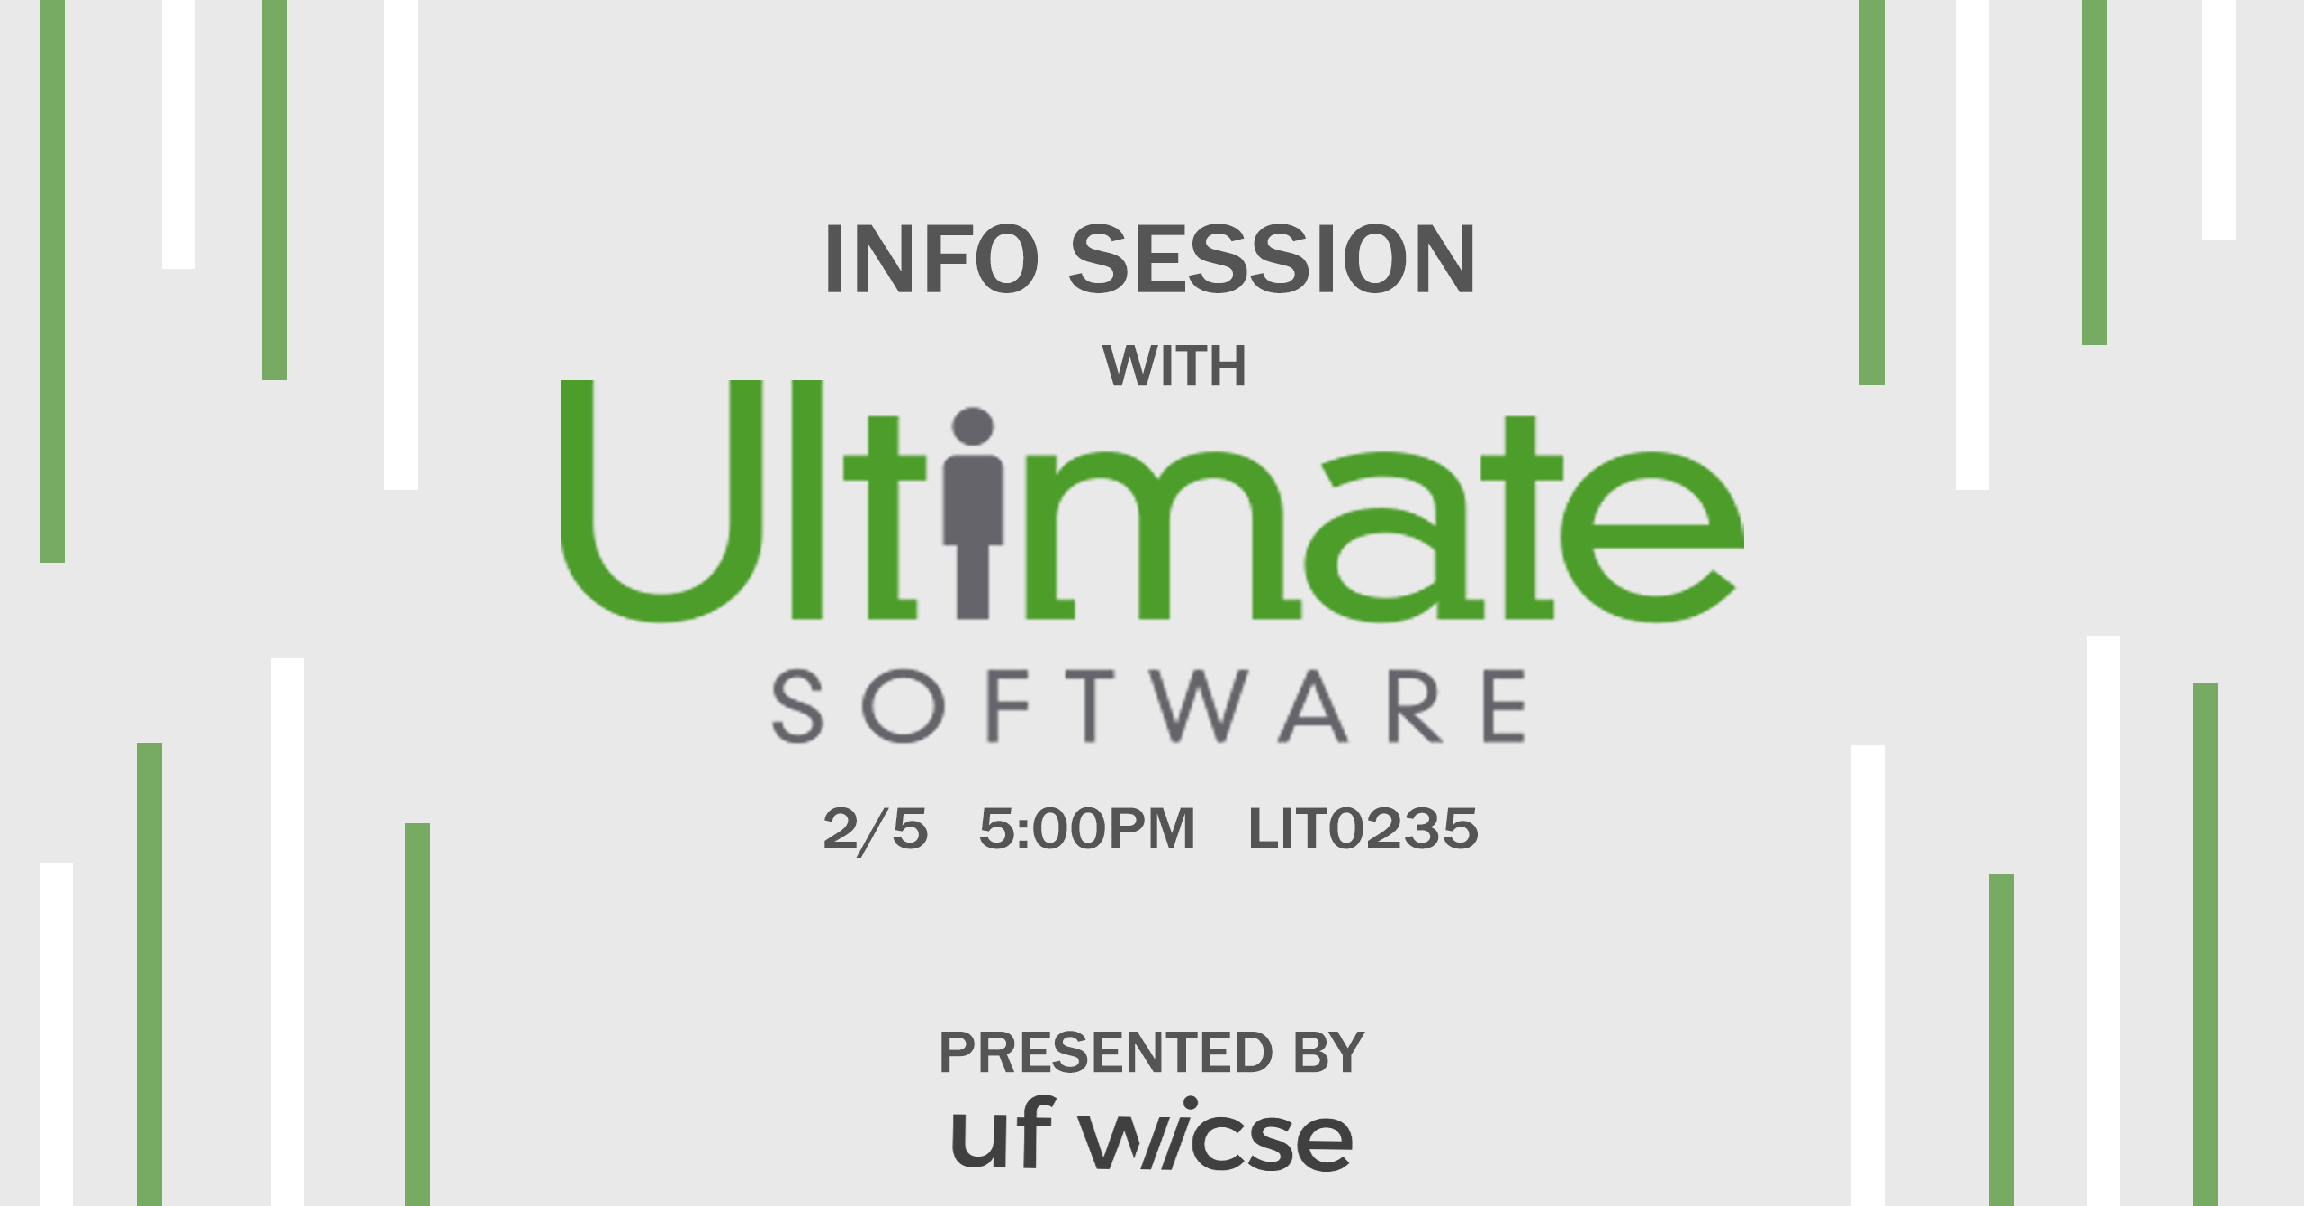 INFO SESSION
WITH
Ultimate
SOFTWARE
2/5 5:00PM LIT0235
PRESENTED BY
uf wicse